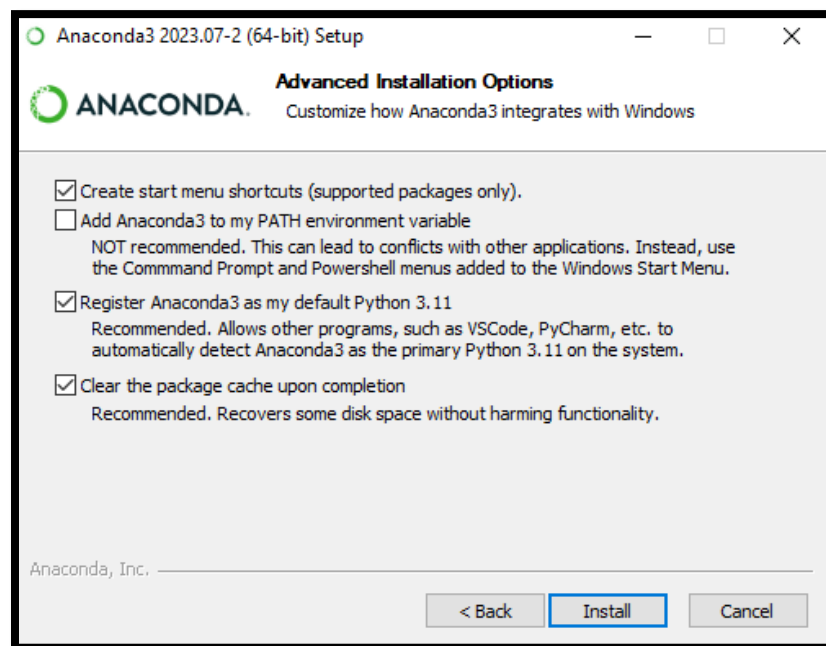 Anaconda3 2023.07-2 (64-bit) Setup
ANACONDA.
Advanced Installation Options
Customize how Anaconda3 integrates with Windows
Create start menu shortcuts (supported packages only).
Add Anaconda3 to my PATH environment variable
NOT recommended. This can lead to conflicts with other applications. Instead, use
the Commmand Prompt and Powershell menus added to the Windows Start Menu.
Register Anaconda3 as my default Python 3.11
Recommended. Allows other programs, such as VSCode, PyCharm, etc. to
automatically detect Anaconda3 as the primary Python 3.11 on the system.
Clear the package cache upon completion
Recommended. Recovers some disk space without harming functionality.
Anaconda, Inc.
< Back
Install
Cancel